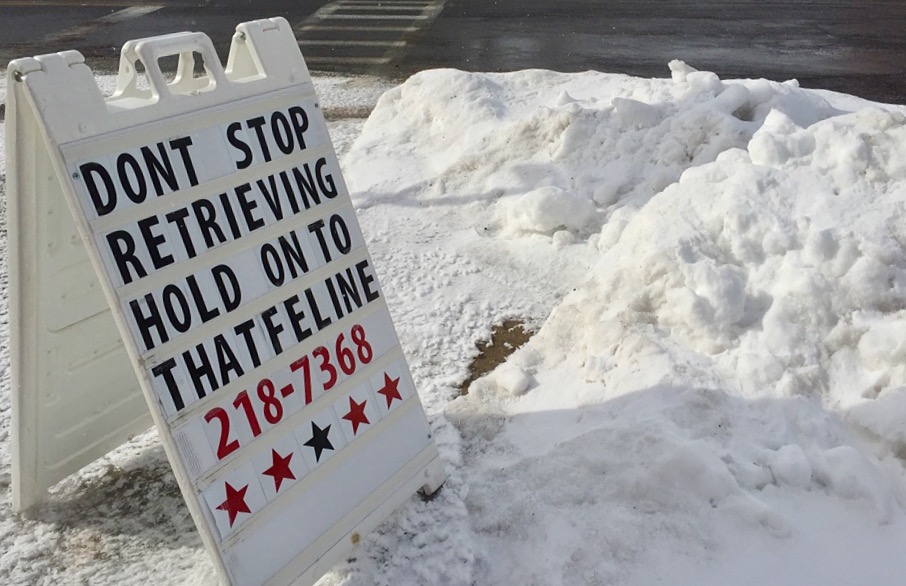 DONT STOP
RETRIEVING
HOLD ON TO
THAT FELINE
218-7368